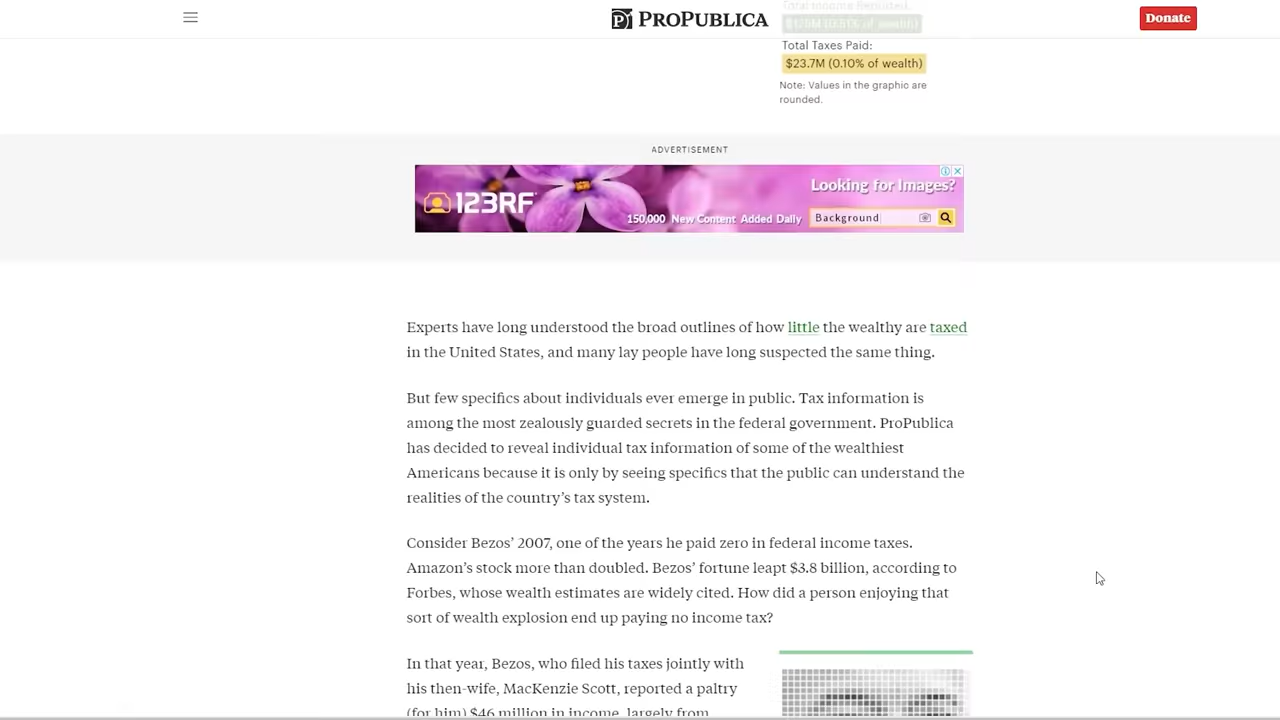 PROPUBLICA
Donate
Total Taxes Paid:
$23.7M (0.10% of wealth)
Note: Values in the graphic are
rounded.
ADVERTISEMENT
123RF
Looking for Images?
150,000 New Content Added Daily
Background
Experts have long understood the broad outlines of how little the wealthy are taxed
in the United States, and many lay people have long suspected the same thing.
But few specifics about individuals ever emerge in public. Tax information is
among the most zealously guarded secrets in the federal government. ProPublica
has decided to reveal individual tax information of some of the wealthiest
Americans because it is only by seeing specifics that the public can understand the
realities of the country’s tax system.
Consider Bezos’ 2007, one of the years he paid zero in federal income taxes.
Amazon’s stock more than doubled. Bezos’ fortune leapt $3.8 billion, according to
Forbes, whose wealth estimates are widely cited. How did a person enjoying that
sort of wealth explosion end up paying no income tax?
In that year, Bezos, who filed his taxes jointly with
his then-wife, MacKenzie Scott, reported a paltry
(for him) $46 million in income, largely from